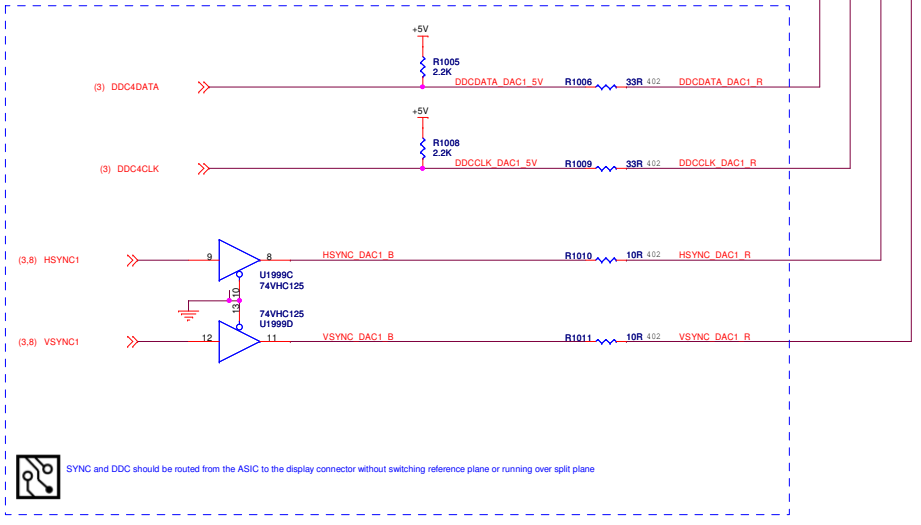 +5V
R1005
2.2K
(3) DDC4DATA
DDCDATA_DAC1_5V
R1006
33R 402
DDCDATA_DAC1_R
+5V
R1008
2.2K
(3) DDC4CLK
DDCCLK_DAC1_5V
R1009
33R 402
DDCCLK_DAC1_R
(3,8) HSYNC1
9
8
HSYNC_DAC1_B
R1010
10R 402
HSYNC_DAC1_R
U1999C
74VHC125
10
13
74VHC125
U1999D
(3,8) VSYNC1
12
11
VSYNC_DAC1_B
R1011
10R 402
VSYNC_DAC1_R
SYNC and DDC should be routed from the ASIC to the display connector without switching reference plane or running over split plane